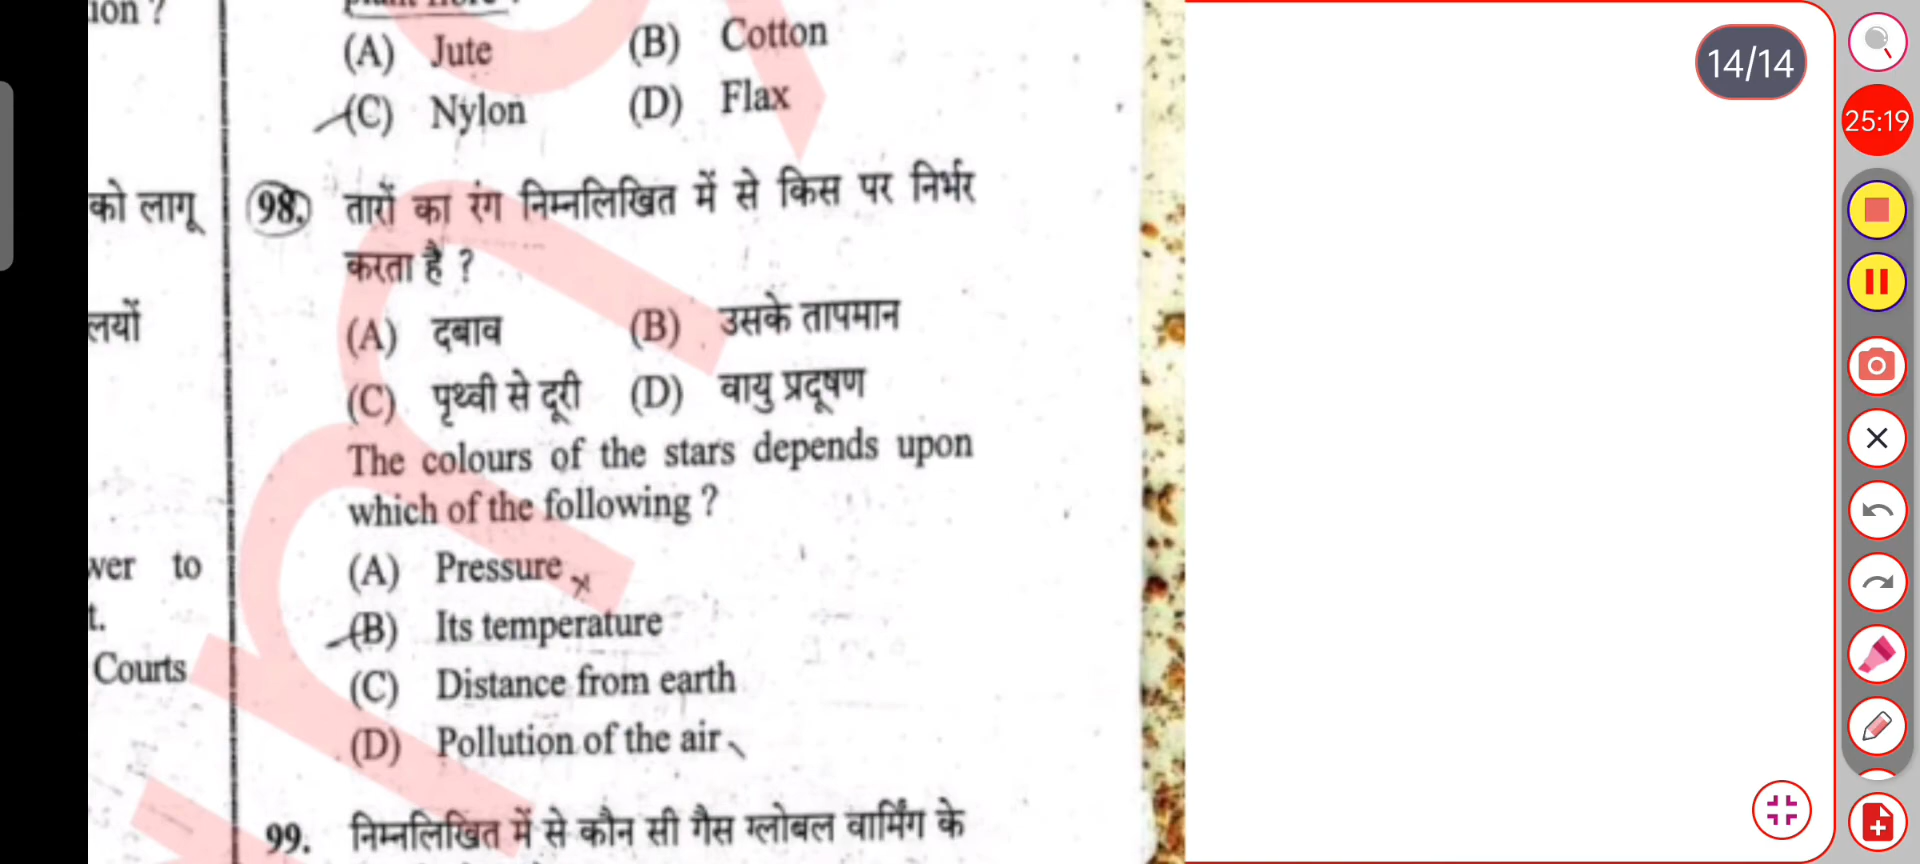 ion ?
(A) Jute (B) Cotton
(C) Nylon (D) Flax
को लागू
98. तारों का रंग निम्नलिखित में से किस पर निर्भर
करता है ?
लयों
(A) दबाव (B) उसके तापमान
(C) पृथ्वी से दूरी (D) वायु प्रदूषण
The colours of the stars depends upon
which of the following ?
wer to
(A) Pressure
t.
(B) Its temperature
Courts
(C) Distance from earth
(D) Pollution of the air
99. निम्नलिखित में से कौन सी गैस ग्लोबल वार्मिंग के
14/14
25:19